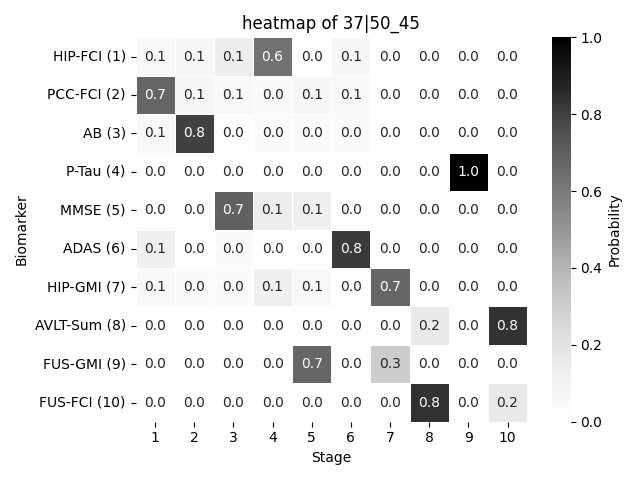 heatmap of 37|50_45
HIP-FCI (1) 0.1 0.1 0.1 0.6 0.0 0.1 0.0 0.0 0.0 0.0
PCC-FCI (2) 0.7 0.1 0.1 0.0 0.1 0.1 0.0 0.0 0.0 0.0
AB (3) 0.1 0.8 0.0 0.0 0.0 0.0 0.0 0.0 0.0 0.0
P-Tau (4) 0.0 0.0 0.0 0.0 0.0 0.0 0.0 0.0 1.0 0.0
MMSE (5) 0.0 0.0 0.7 0.1 0.1 0.0 0.0 0.0 0.0 0.0
ADAS (6) 0.1 0.0 0.0 0.0 0.0 0.8 0.0 0.0 0.0 0.0
HIP-GMI (7) 0.1 0.0 0.0 0.1 0.1 0.0 0.7 0.0 0.0 0.0
AVLT-Sum (8) 0.0 0.0 0.0 0.0 0.0 0.0 0.0 0.2 0.0 0.8
FUS-GMI (9) 0.0 0.0 0.0 0.0 0.7 0.0 0.3 0.0 0.0 0.0
FUS-FCI (10) 0.0 0.0 0.0 0.0 0.0 0.0 0.0 0.8 0.0 0.2
1 2 3 4 5 6 7 8 9 10
Stage
Biomarker
1.0
0.8
0.6
0.4
0.2
0.0
Probability